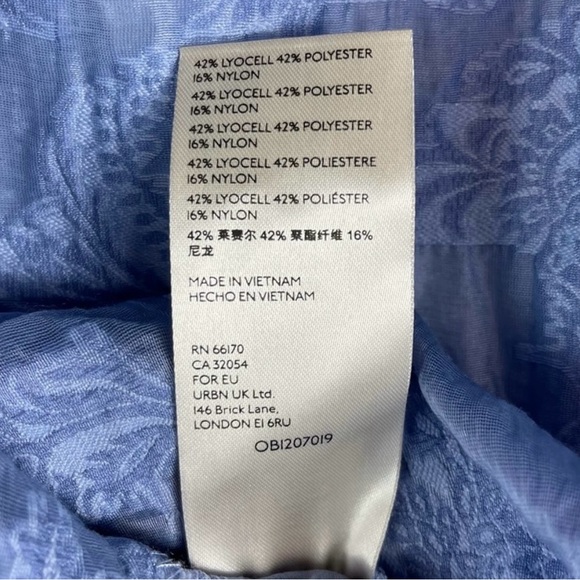 42% LYOCELL 42% POLYESTER
16% NYLON
42% LYOCELL 42% POLYESTER
16% NYLON
42% LYOCELL 42% POLYESTER
16% NYLON
42% LYOCELL 42% POLIESTERE
16% NYLON
42% LYOCELL 42% POLIÉSTER
16% NYLON
42% 莱赛尔 42% 聚酯纤维 16%
尼龙
MADE IN VIETNAM
HECHO EN VIETNAM
RN 66170
CA 32054
FOR EU
URBN UK Ltd.
146 Brick Lane,
LONDON E1 6RU
OB1207019